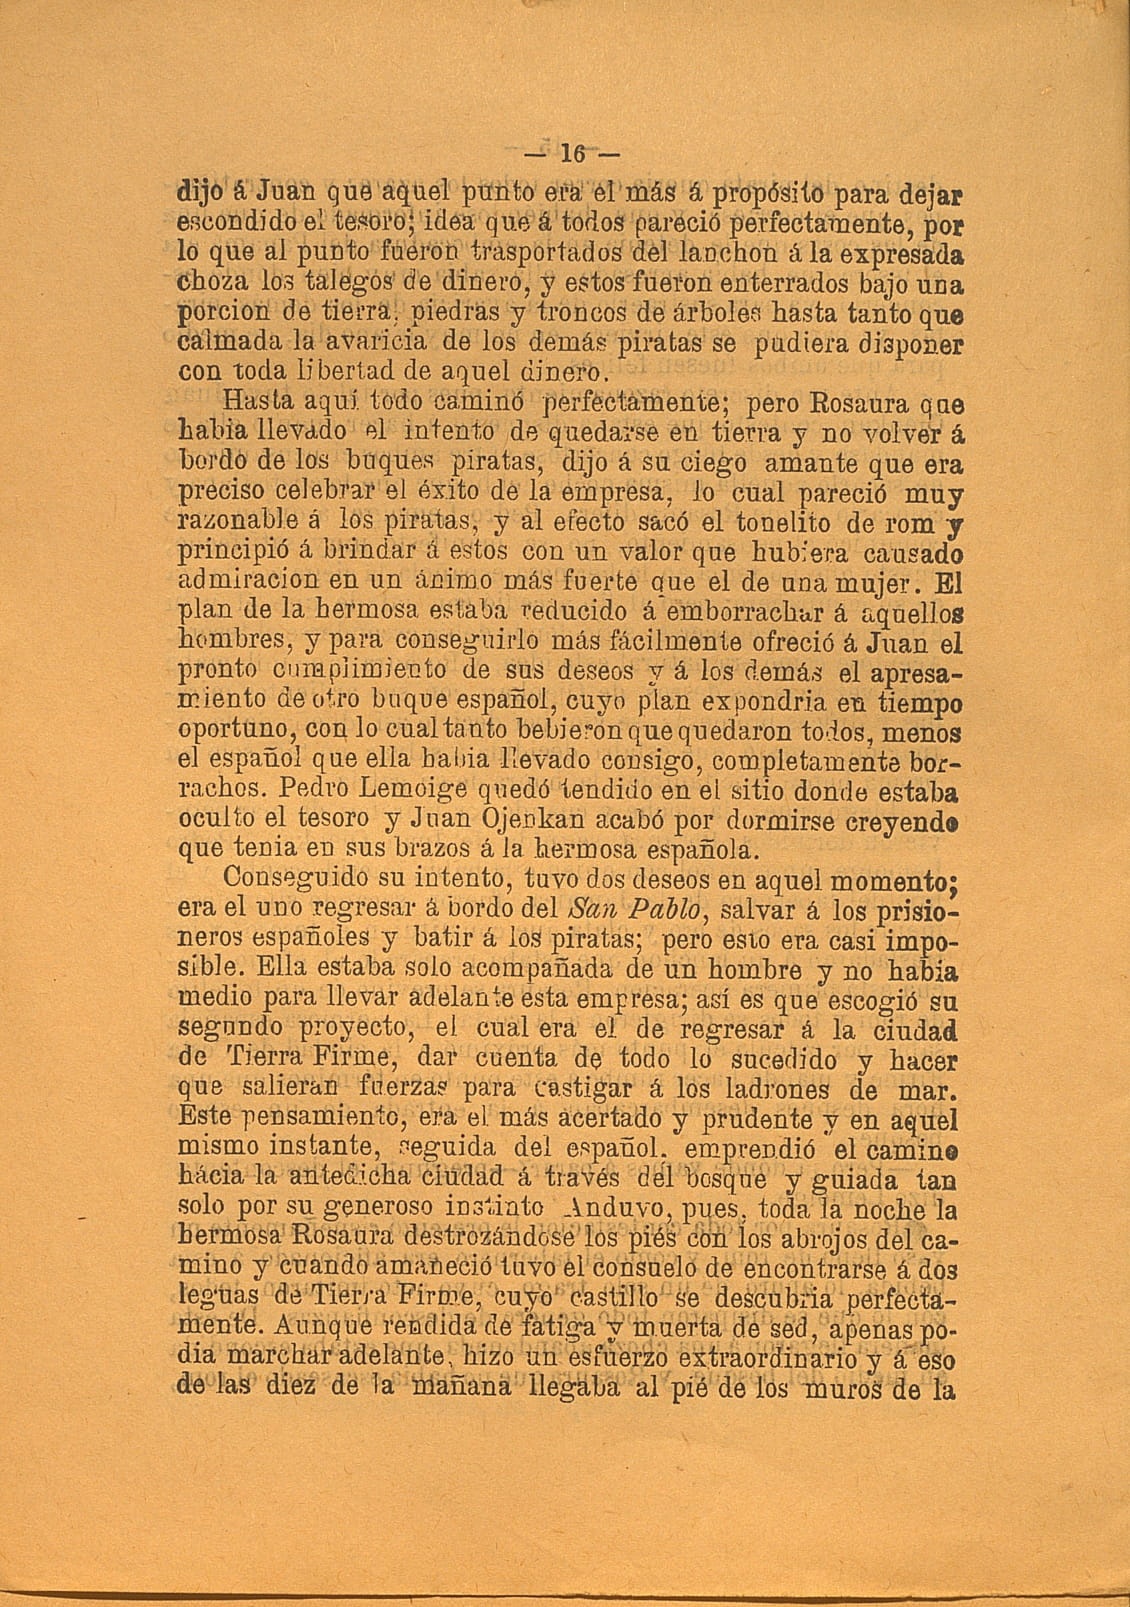 — 16 —
dijo á Juan que aquel punto era el más á propósito para dejar
escondido el tesoro; idea que á todos pareció perfectamente, por
lo que al punto fueron trasportados del lanchon á la expresada
choza los talegos de dinero, y estos fueron enterrados bajo una
porcion de tierra, piedras y troncos de árboles hasta tanto que
calmada la avaricia de los demás piratas se pudiera disponer
con toda libertad de aquel dinero.
Hasta aquí todo caminó perfectamente; pero Rosaura que
habia llevado el intento de quedarse en tierra y no volver á
bordo de los buques piratas, dijo á su ciego amante que era
preciso celebrar el éxito de la empresa, lo cual pareció muy
razonable á los piratas, y al efecto sacó el tonelito de rom y
principió á brindar á estos con un valor que hubiera causado
admiracion en un ánimo más fuerte que el de una mujer. El
plan de la hermosa estaba reducido á emborrachar á aquellos
hombres, y para conseguirlo más fácilmente ofreció á Juan el
pronto cumplimiento de sus deseos y á los demás el apresa-
miento de otro buque español, cuyo plan expondria en tiempo
oportuno, con lo cual tanto bebieron que quedaron todos, menos
el español que ella habia llevado consigo, completamente bor-
rachos. Pedro Lemoige quedó tendido en el sitio donde estaba
oculto el tesoro y Juan Ojenkan acabó por dormirse creyendo
que tenia en sus brazos á la hermosa española.
Conseguido su intento, tuvo dos deseos en aquel momento;
era el uno regresar á bordo del San Pablo, salvar á los prisio-
neros españoles y batir á los piratas; pero esto era casi impo-
sible. Ella estaba solo acompañada de un hombre y no habia
medio para llevar adelante esta empresa; así es que escogió su
segundo proyecto, el cual era el de regresar á la ciudad
de Tierra Firme, dar cuenta de todo lo sucedido y hacer
que salieran fuerzas para castigar á los ladrones de mar.
Este pensamiento, era el más acertado y prudente y en aquel
mismo instante, seguida del español. emprendió el camino
hácia la antedicha ciudad á través del bosque y guiada tan
solo por su generoso instinto Anduvo, pues, toda la noche la
hermosa Rosaura destrozándose los piés con los abrojos del ca-
mino y cuando amaneció tuvo el consuelo de encontrarse á dos
leguas de Tierra Firme, cuyo castillo se descubria perfecta-
mente. Aunque rendida de fatiga y muerta de sed, apenas po-
dia marchar adelante, hizo un esfuerzo extraordinario y á eso
de las diez de la mañana llegaba al pié de los muros de la